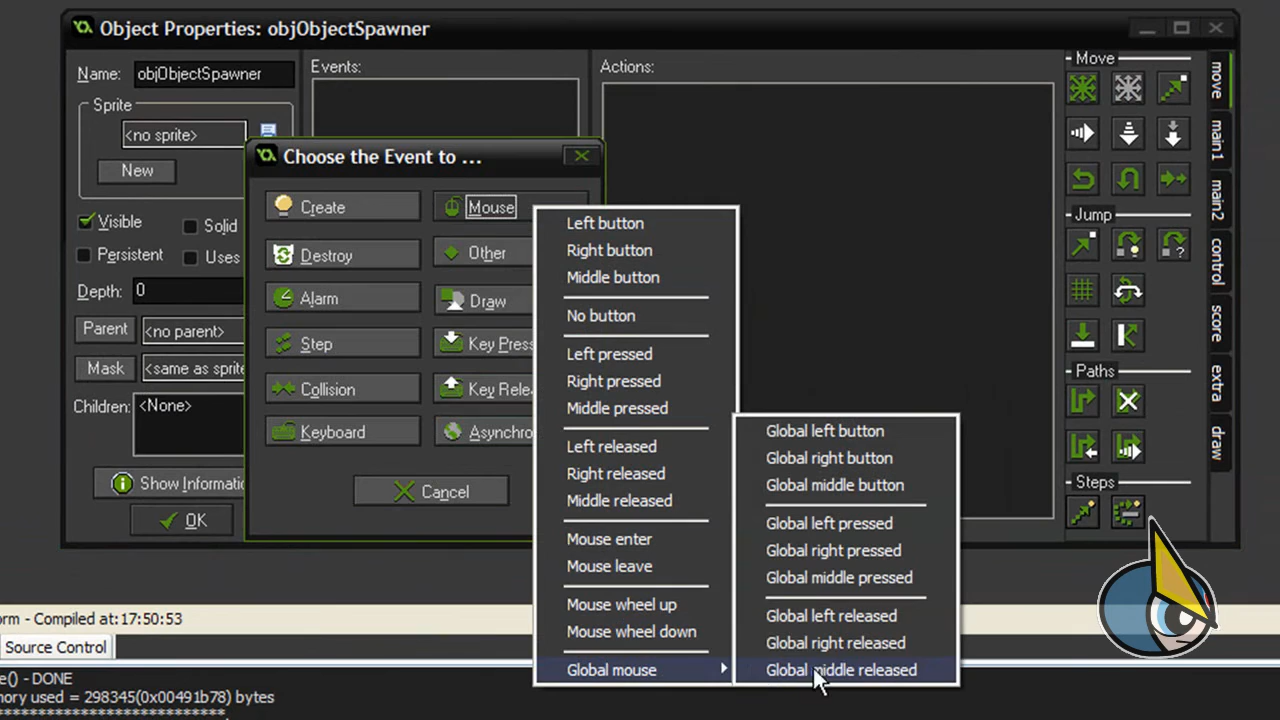 Object Properties: objObjectSpawner
Name: objObjectSpawner
Sprite
<no sprite>
New
Visible
Solid
Persistent
Uses
Depth: 0
Parent <no parent>
Mask <same as sprite
Children: <None>
Show Informati
OK
Events:
Actions:
Choose the Event to ...
Create
Destroy
Alarm
Step
Collision
Keyboard
Mouse
Other
Draw
Key Press
Key Rele
Asynchro
Cancel
Left button
Right button
Middle button
No button
Left pressed
Right pressed
Middle pressed
Left released
Right released
Middle released
Mouse enter
Mouse leave
Mouse wheel up
Mouse wheel down
Global mouse
Global left button
Global right button
Global middle button
Global left pressed
Global right pressed
Global middle pressed
Global left released
Global right released
Global middle released
Move
Jump
Paths
Steps
move
main1
main2
control
score
extra
draw
orm - Compiled at: 17:50:53
Source Control
e() - DONE
mory used = 298345(0x00491b78) bytes
**************************